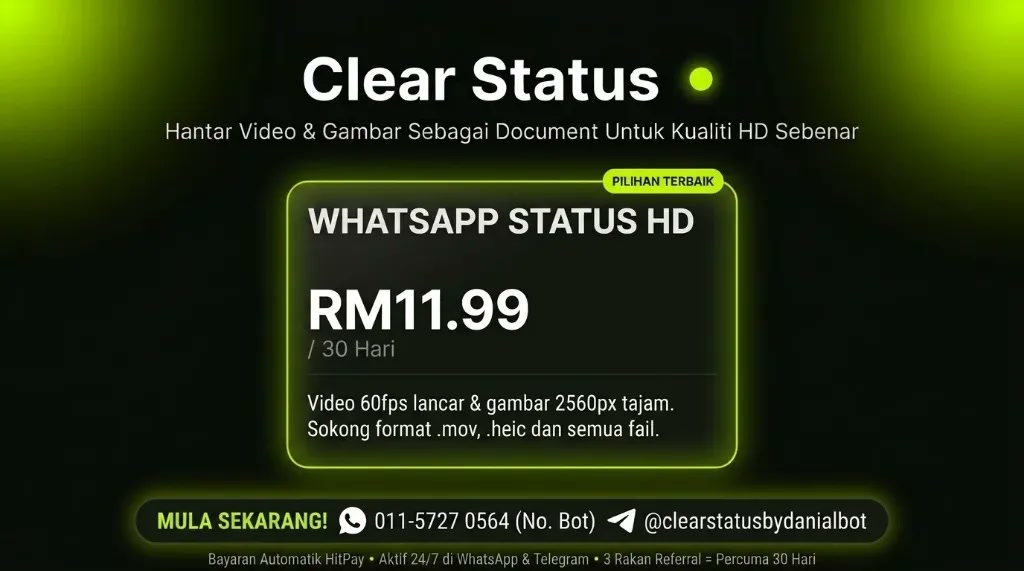 Clear Status
Hantar Video & Gambar Sebagai Document Untuk Kualiti HD Sebenar
PILIHAN TERBAIK
WHATSAPP STATUS HD
RM11.99
/ 30 Hari
Video 60fps lancar & gambar 2560px tajam.
Sokong format .mov, .heic dan semua fail.
MULA SEKARANG! 011-5727 0564 (No. Bot) @clearstatusbydanialbot
Bayaran Automatik HitPay • Aktif 24/7 di WhatsApp & Telegram • 3 Rakan Referral = Percuma 30 Hari